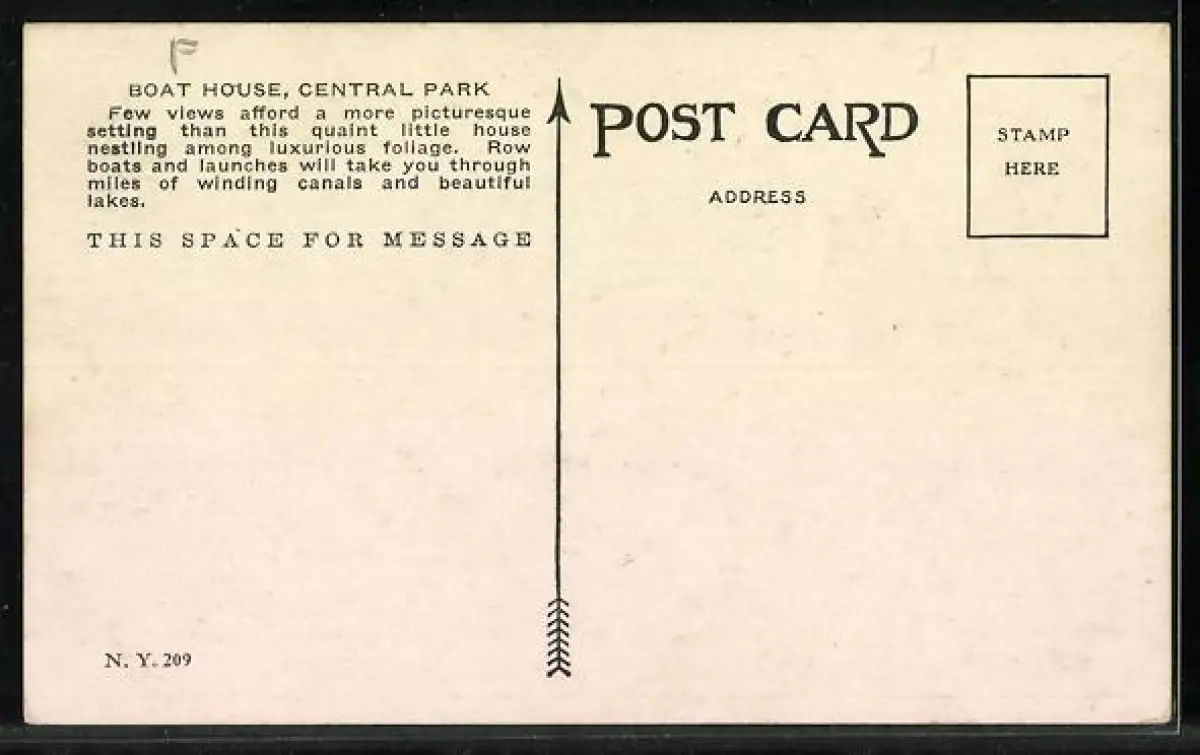 F
BOAT HOUSE, CENTRAL PARK
Few views afford a more picturesque
setting than this quaint little house
nestling among luxurious foliage. Row
boats and launches will take you through
miles of winding canals and beautiful
lakes.
THIS SPACE FOR MESSAGE
N. Y. 209
POST CARD
ADDRESS
STAMP
HERE